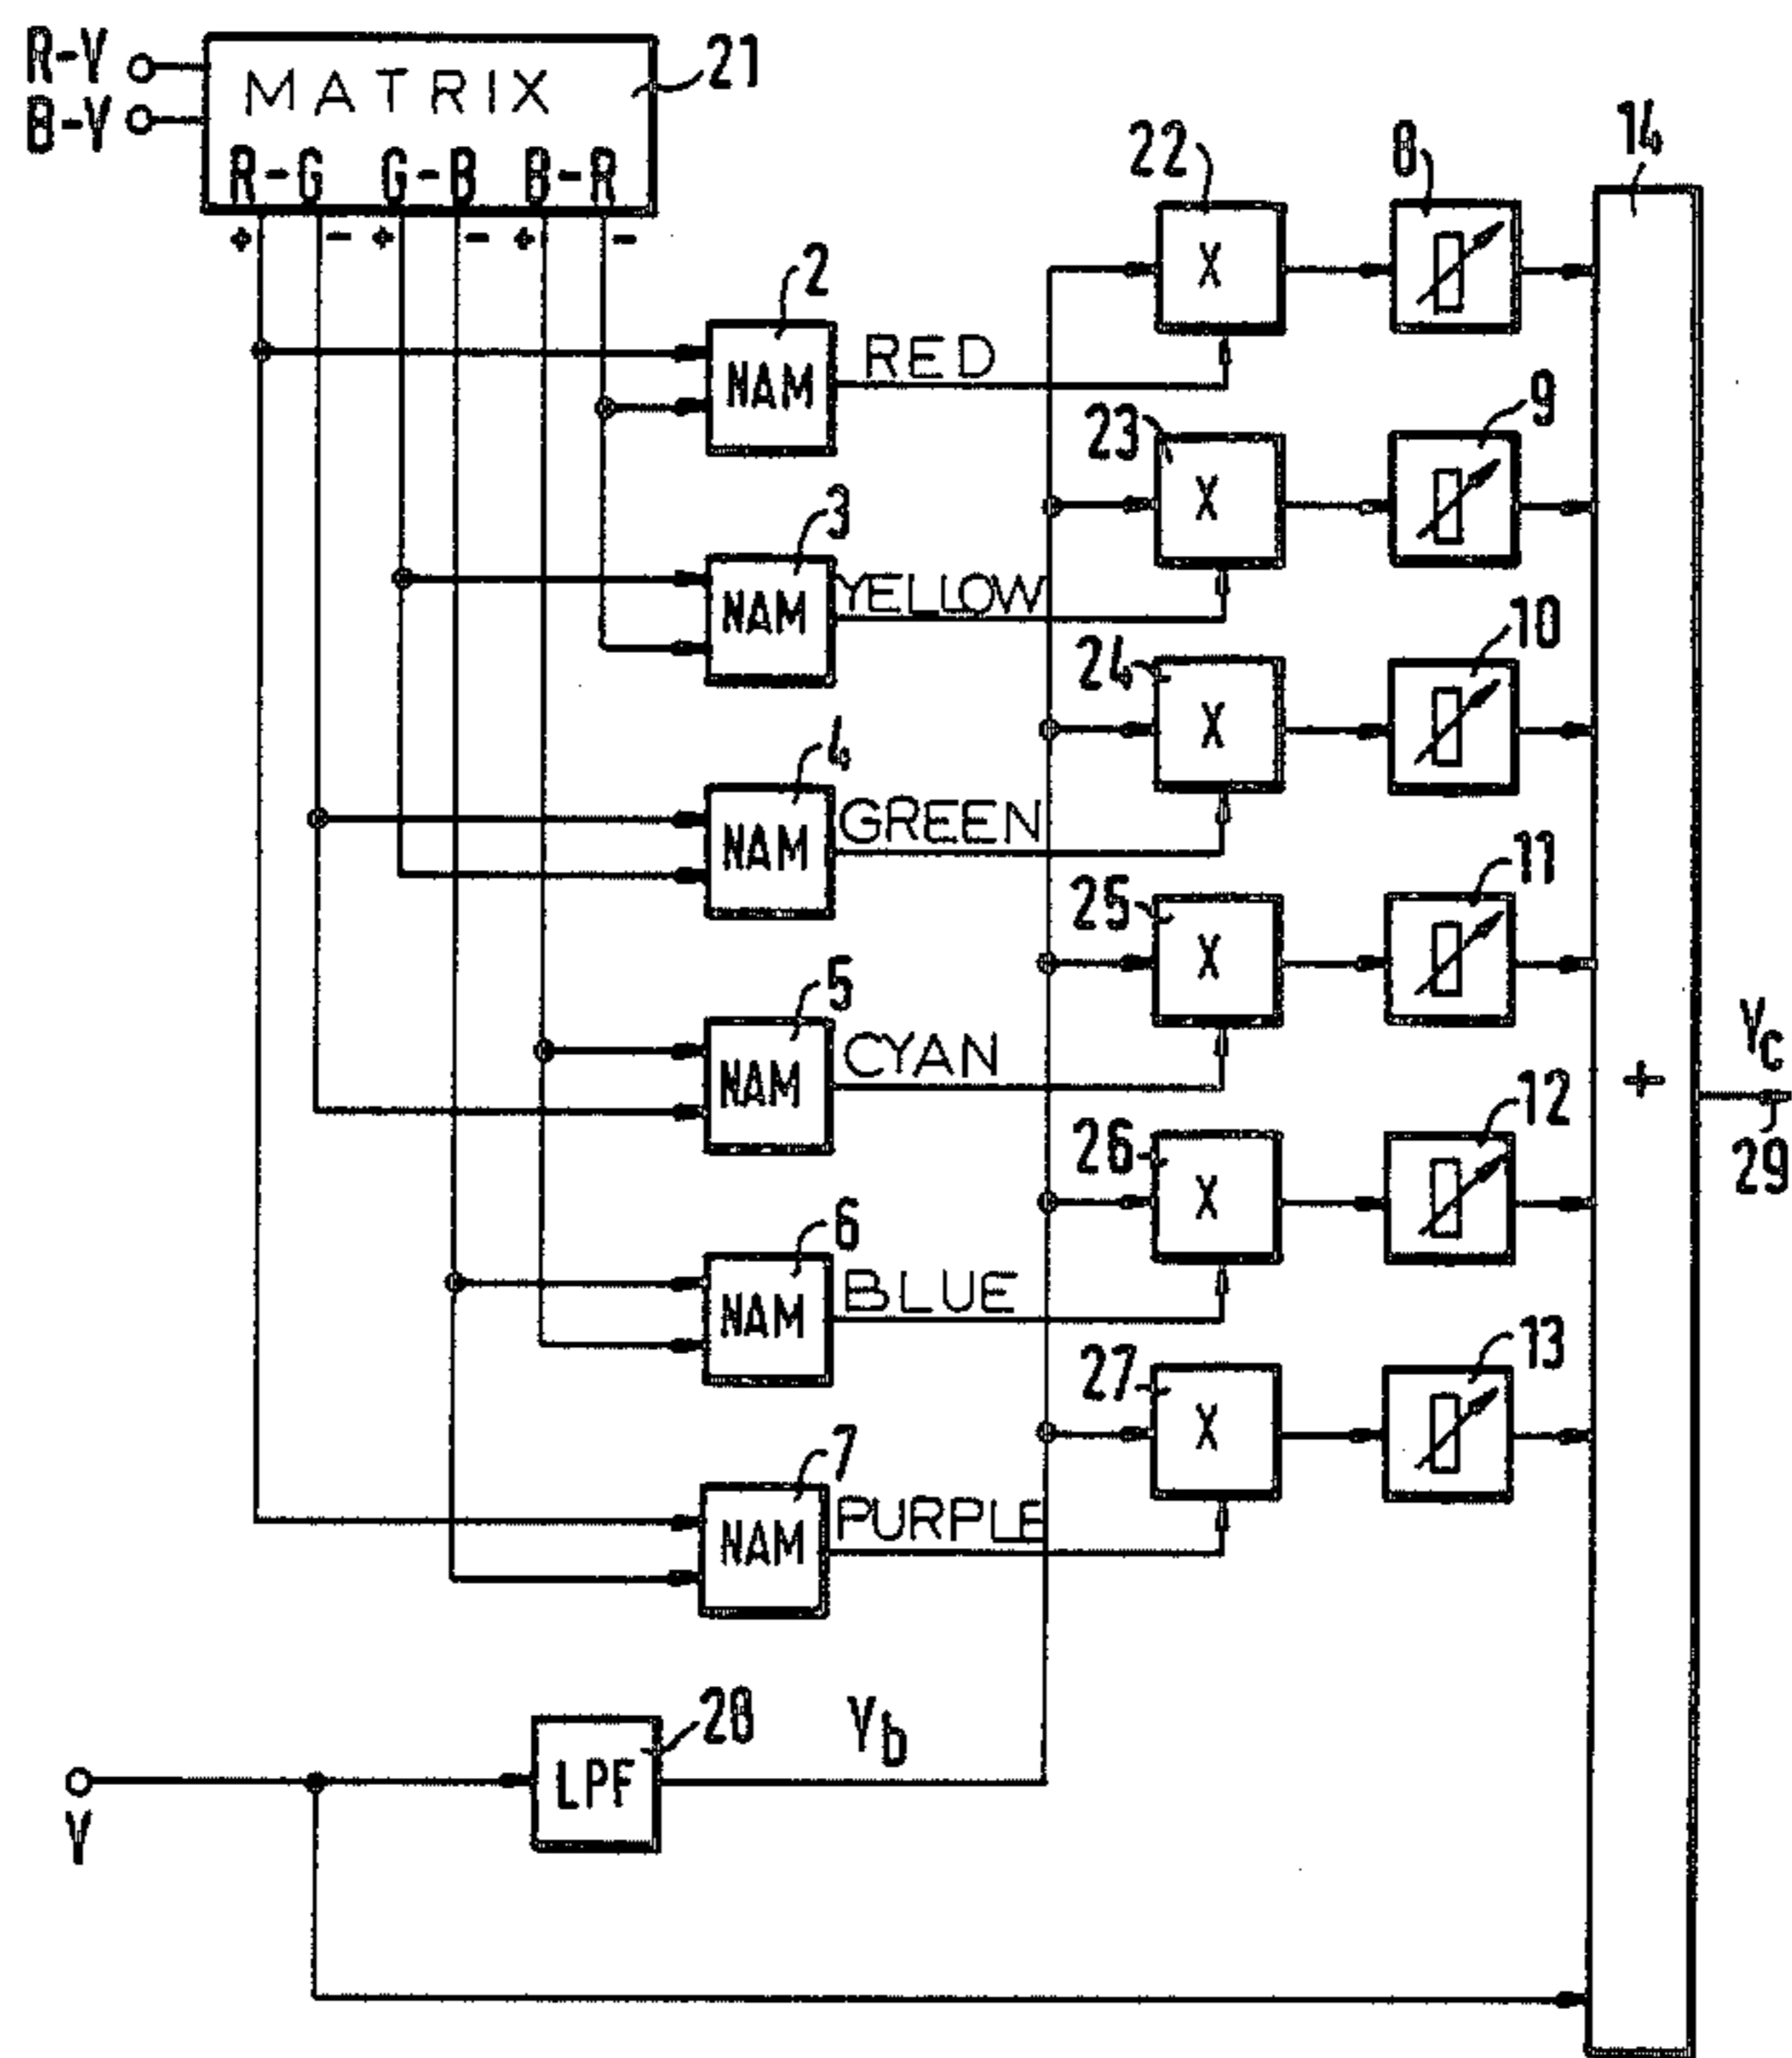 R-Y
B-Y
MATRIX
21
R-G G-B B-R
+ - + - + -
22
8
14
2
NAM
RED
X
23
9
3
NAM
YELLOW
X
24
10
4
NAM
GREEN
X
25
11
5
NAM
CYAN
X
26
12
+
Yc
29
6
NAM
BLUE
X
27
13
7
NAM
PURPLE
X
28
LPF
Yb
Y